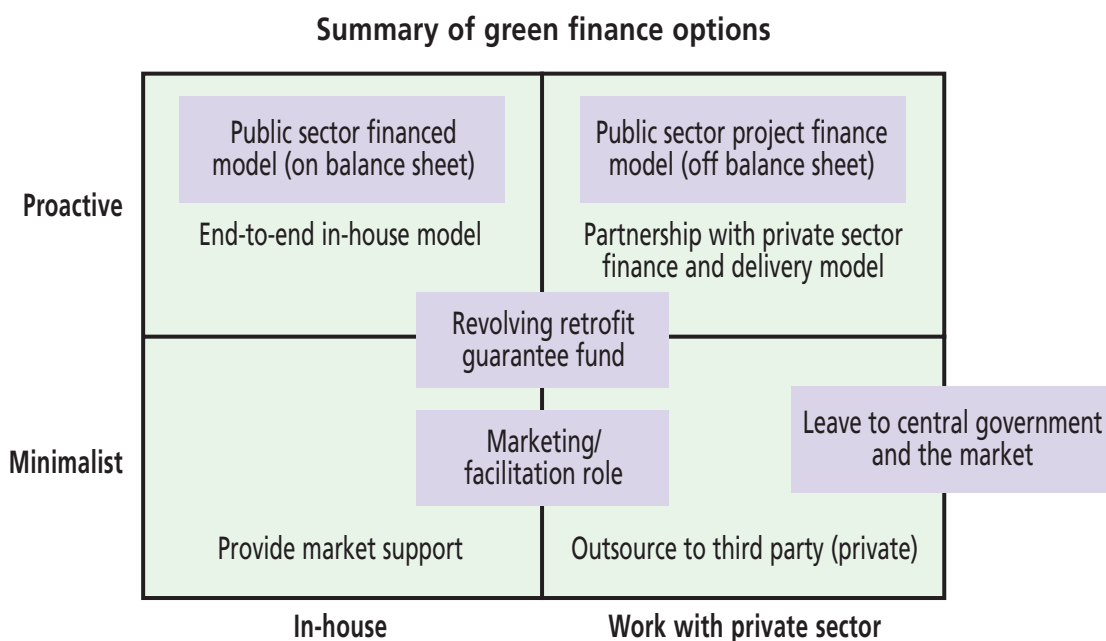 Summary of green finance options
Public sector financed
model (on balance sheet)
Public sector project finance
model (off balance sheet)
Proactive
End-to-end in-house model
Partnership with private sector
finance and delivery model
Revolving retrofit
guarantee fund
Marketing/
facilitation role
Leave to central government
and the market
Minimalist
Provide market support
Outsource to third party (private)
In-house
Work with private sector